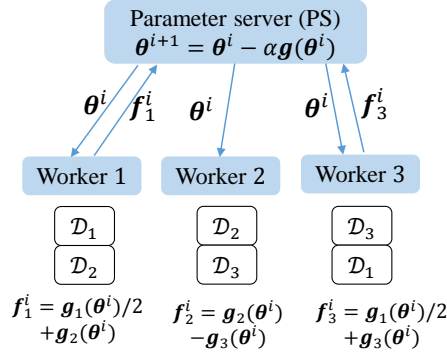 Parameter server (PS)
𝜽^{i+1} = 𝜽^i − α𝒈(𝜽^i)
𝜽^i 𝒇_1^i 𝜽^i 𝜽^i 𝒇_3^i
Worker 1 Worker 2 Worker 3
𝒟_1 𝒟_2 𝒟_3
𝒟_2 𝒟_3 𝒟_1
𝒇_1^i = 𝒈_1(𝜽^i)/2 𝒇_2^i = 𝒈_2(𝜽^i) 𝒇_3^i = 𝒈_1(𝜽^i)/2
+𝒈_2(𝜽^i) −𝒈_3(𝜽^i) +𝒈_3(𝜽^i)